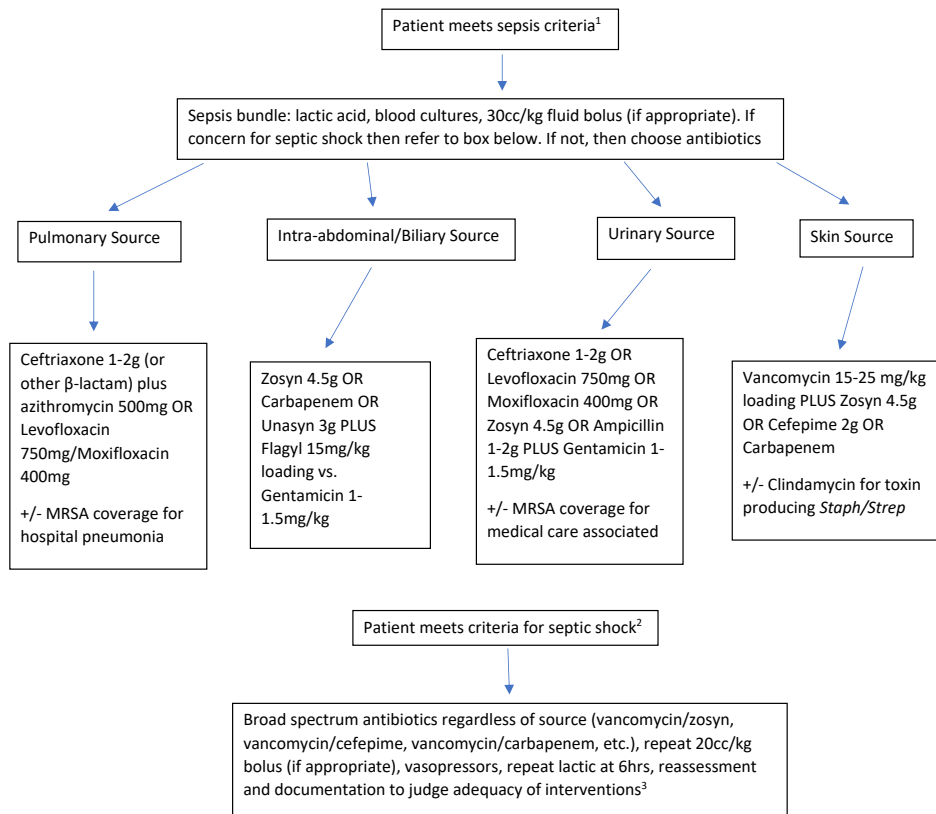 Patient meets sepsis criteria1
Sepsis bundle: lactic acid, blood cultures, 30cc/kg fluid bolus (if appropriate). If
concern for septic shock then refer to box below. If not, then choose antibiotics
Pulmonary Source
Intra-abdominal/Biliary Source
Urinary Source
Skin Source
Ceftriaxone 1-2g (or
other β-lactam) plus
azithromycin 500mg OR
Levofloxacin
750mg/Moxifloxacin
400mg
+/- MRSA coverage for
hospital pneumonia
Zosyn 4.5g OR
Carbapenem OR
Unasyn 3g PLUS
Flagyl 15mg/kg
loading vs.
Gentamicin 1-
1.5mg/kg
Ceftriaxone 1-2g OR
Levofloxacin 750mg OR
Moxifloxacin 400mg OR
Zosyn 4.5g OR Ampicillin
1-2g PLUS Gentamicin 1-
1.5mg/kg
+/- MRSA coverage for
medical care associated
Vancomycin 15-25 mg/kg
loading PLUS Zosyn 4.5g
OR Cefepime 2g OR
Carbapenem
+/- Clindamycin for toxin
producing Staph/Strep
Patient meets criteria for septic shock2
Broad spectrum antibiotics regardless of source (vancomycin/zosyn,
vancomycin/cefepime, vancomycin/carbapenem, etc.), repeat 20cc/kg
bolus (if appropriate), vasopressors, repeat lactic at 6hrs, reassessment
and documentation to judge adequacy of interventions3